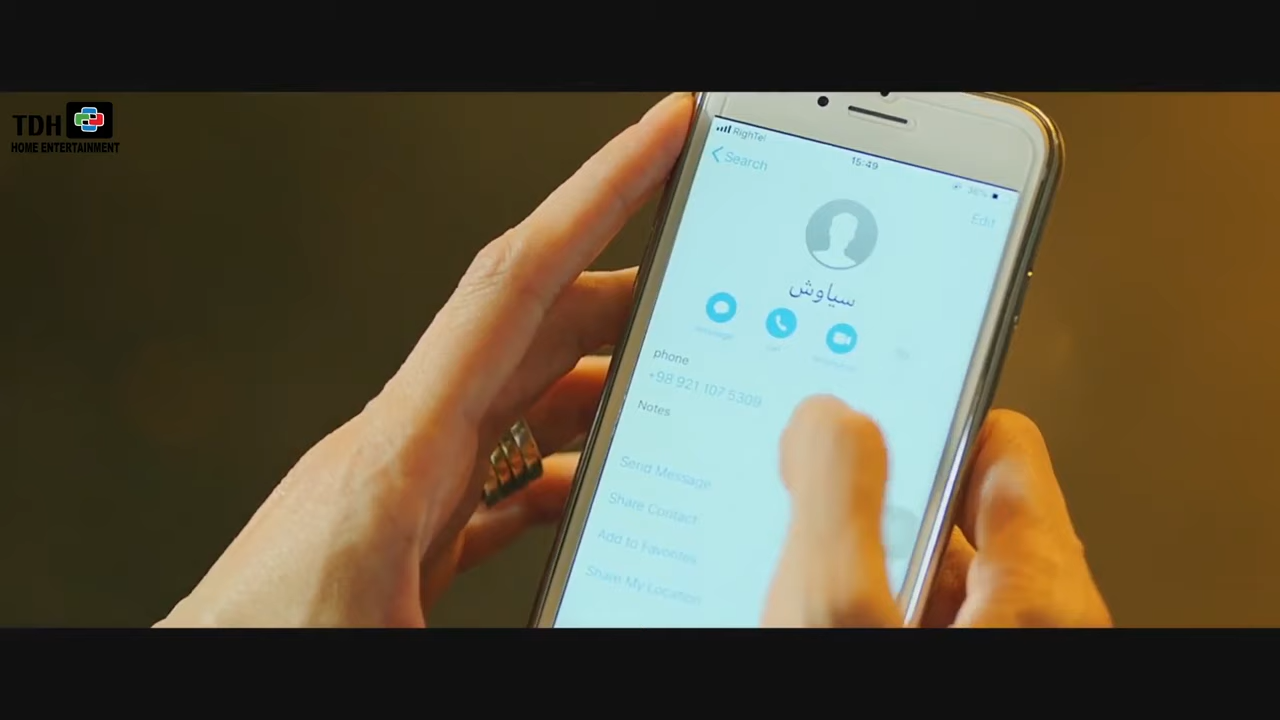 TDH
HOME ENTERTAINMENT
RighTel
15:49
Search
Edit
سیاوش
phone
+98 921 107 5309
Notes
Send Message
Share Contact
Add to Favorites
Share My Location